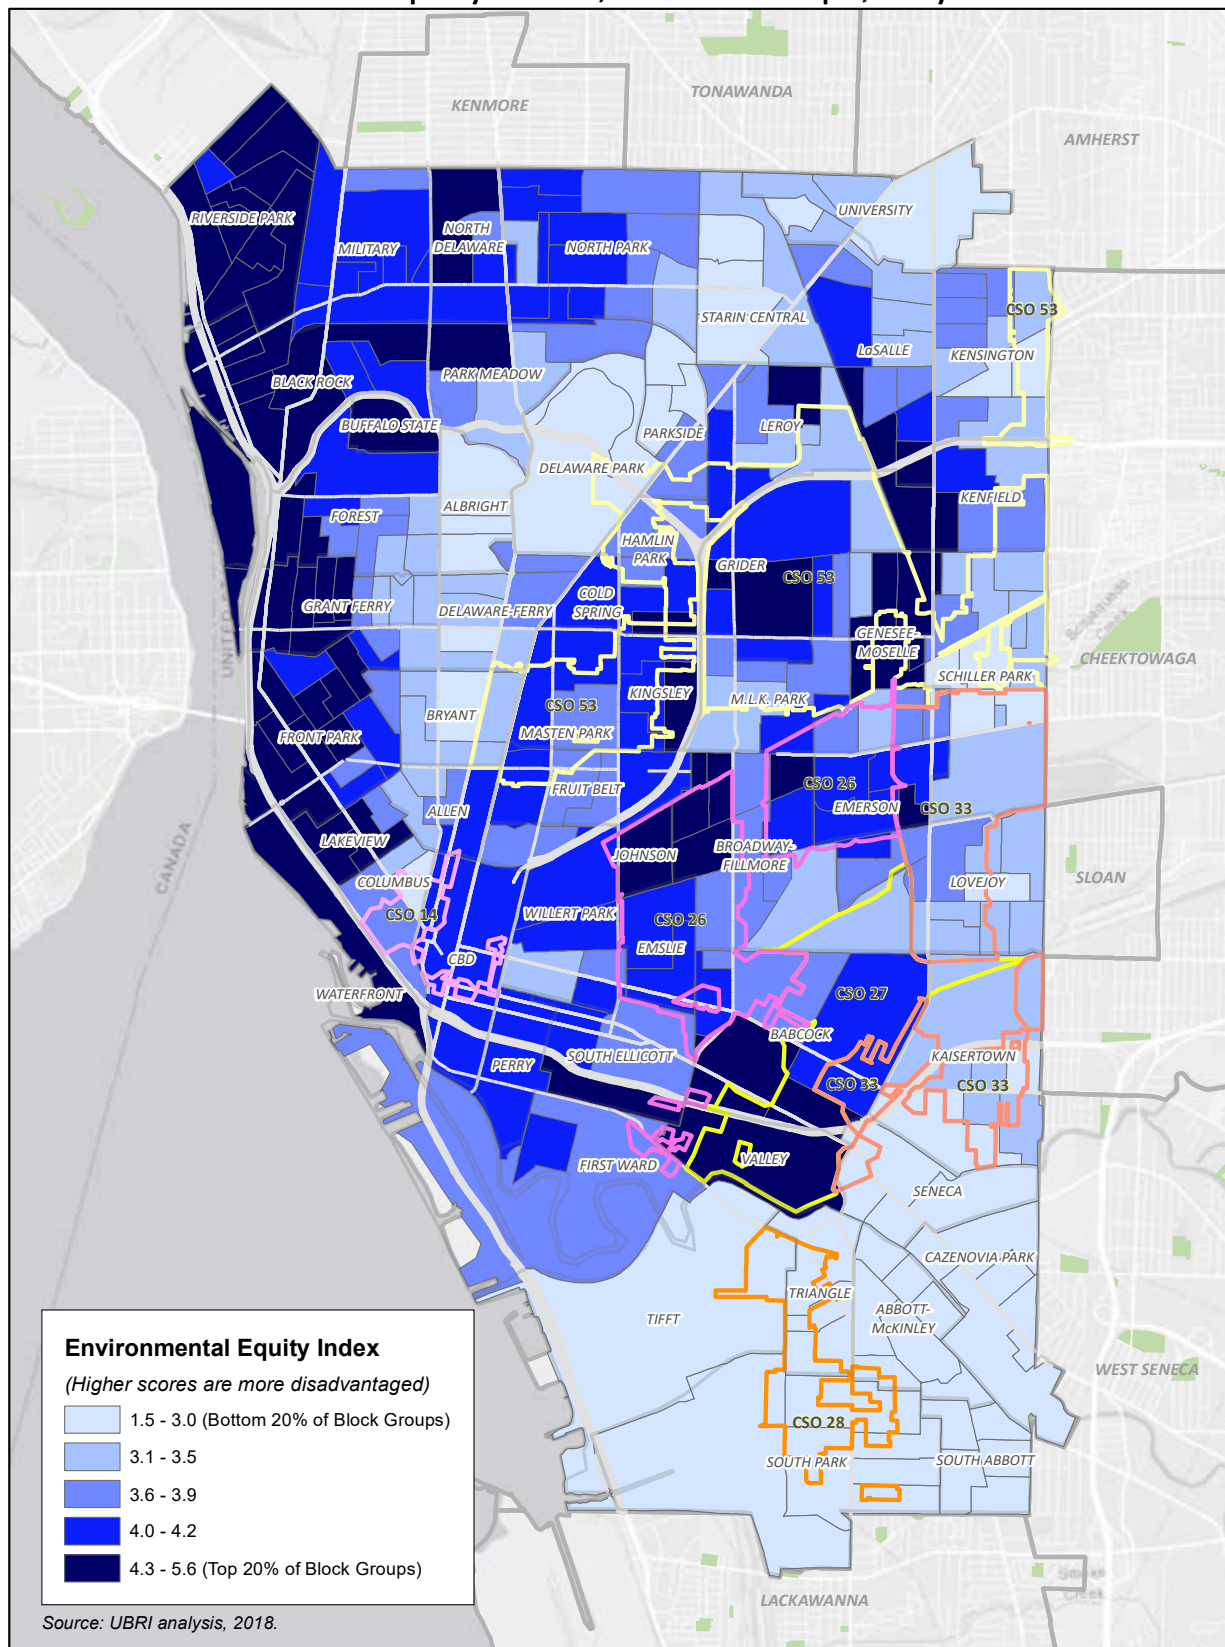 KENMORE
TONAWANDA
AMHERST
UNIVERSITY
RIVERSIDE PARK
NORTH
DELAWARE
MILITARY
NORTH PARK
CSO 53
STARIN CENTRAL
LaSALLE
KENSINGTON
PARK MEADOW
BLACK ROCK
BUFFALO STATE
PARKSIDE
LEROY
DELAWARE PARK
KENFIELD
ALBRIGHT
FOREST
HAMLIN
PARK
GRIDER
CSO 53
COLD
SPRING
GRANT FERRY
DELAWARE-FERRY
GENESEE-
MOSELLE
CHEEKTOWAGA
SCHILLER PARK
KINGSLEY
M.L.K. PARK
CSO 53
BRYANT
MASTEN PARK
FRONT PARK
CSO 26
FRUIT BELT
EMERSON
CSO 33
ALLEN
LAKEVIEW
JOHNSON
BROADWAY-
FILLMORE
SLOAN
COLUMBUS
LOVEJOY
CSO 14
WILLERT PARK
CSO 26
EMSLIE
CBD
WATERFRONT
CSO 27
BABCOCK
SOUTH ELLICOTT
KAISERTOWN
PERRY
CSO 33
CSO 33
FIRST WARD
VALLEY
SENECA
CAZENOVIA PARK
TRIANGLE
ABBOTT-
McKINLEY
TIFFT
WEST SENECA
CSO 28
SOUTH PARK
SOUTH ABBOTT
LACKAWANNA
CANADA
Environmental Equity Index
(Higher scores are more disadvantaged)
1.5 - 3.0 (Bottom 20% of Block Groups)
3.1 - 3.5
3.6 - 3.9
4.0 - 4.2
4.3 - 5.6 (Top 20% of Block Groups)
Source: UBRI analysis, 2018.